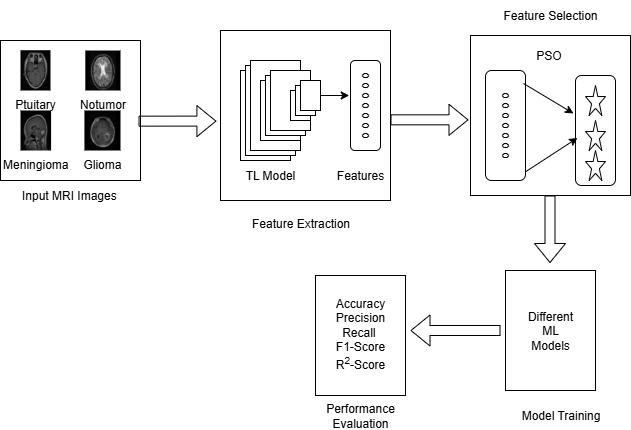 Feature Selection
PSO
Ptuitary
Notumor
Meningioma
Glioma
Input MRI Images
TL Model
Features
Feature Extraction
Accuracy
Precision
Recall
F1-Score
R²-Score
Performance
Evaluation
Different
ML
Models
Model Training